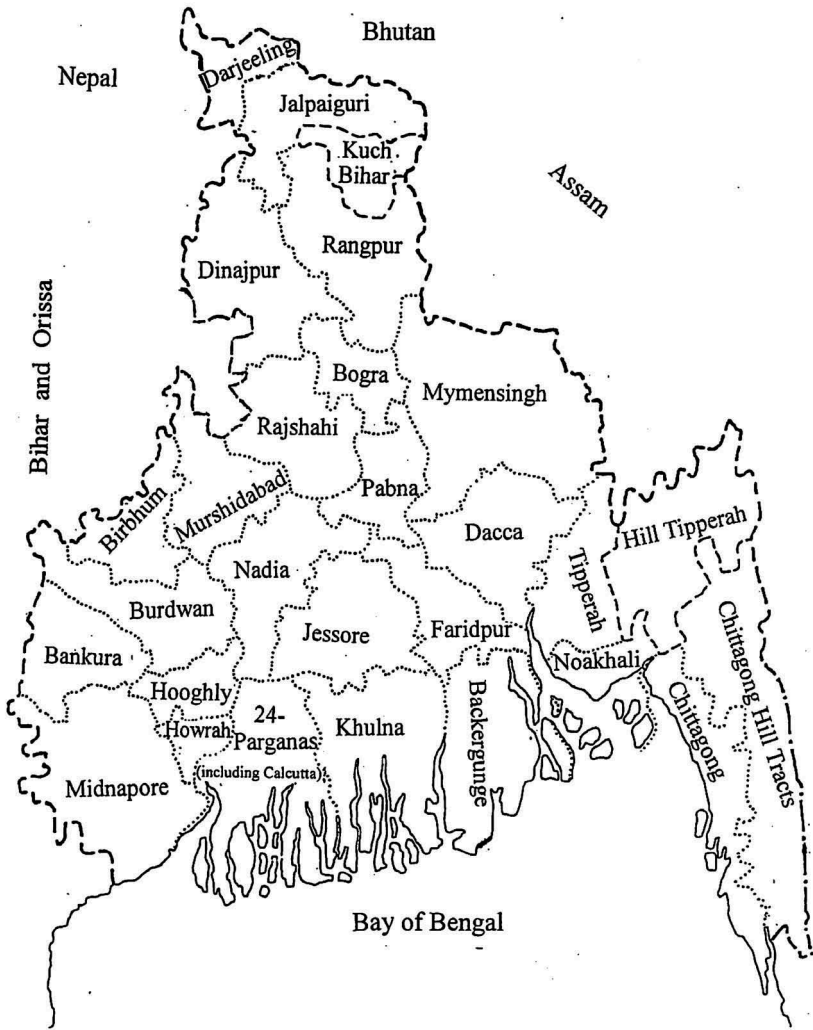 Bhutan
Nepal
Darjeeling
Jalpaiguri
Kuch
Bihar
Assam
Rangpur
Dinajpur
Bihar and Orissa
Bogra
Mymensingh
Rajshahi
Pabna
Birbhum
Murshidabad
Dacca
Hill Tipperah
Tipperah
Nadia
Burdwan
Jessore
Faridpur
Bankura
Noakhali
Chittagong Hill Tracts
Hooghly
24-
Parganas
(including Calcutta)
Howrah
Khulna
Backergunge
Chittagong
Midnapore
Bay of Bengal